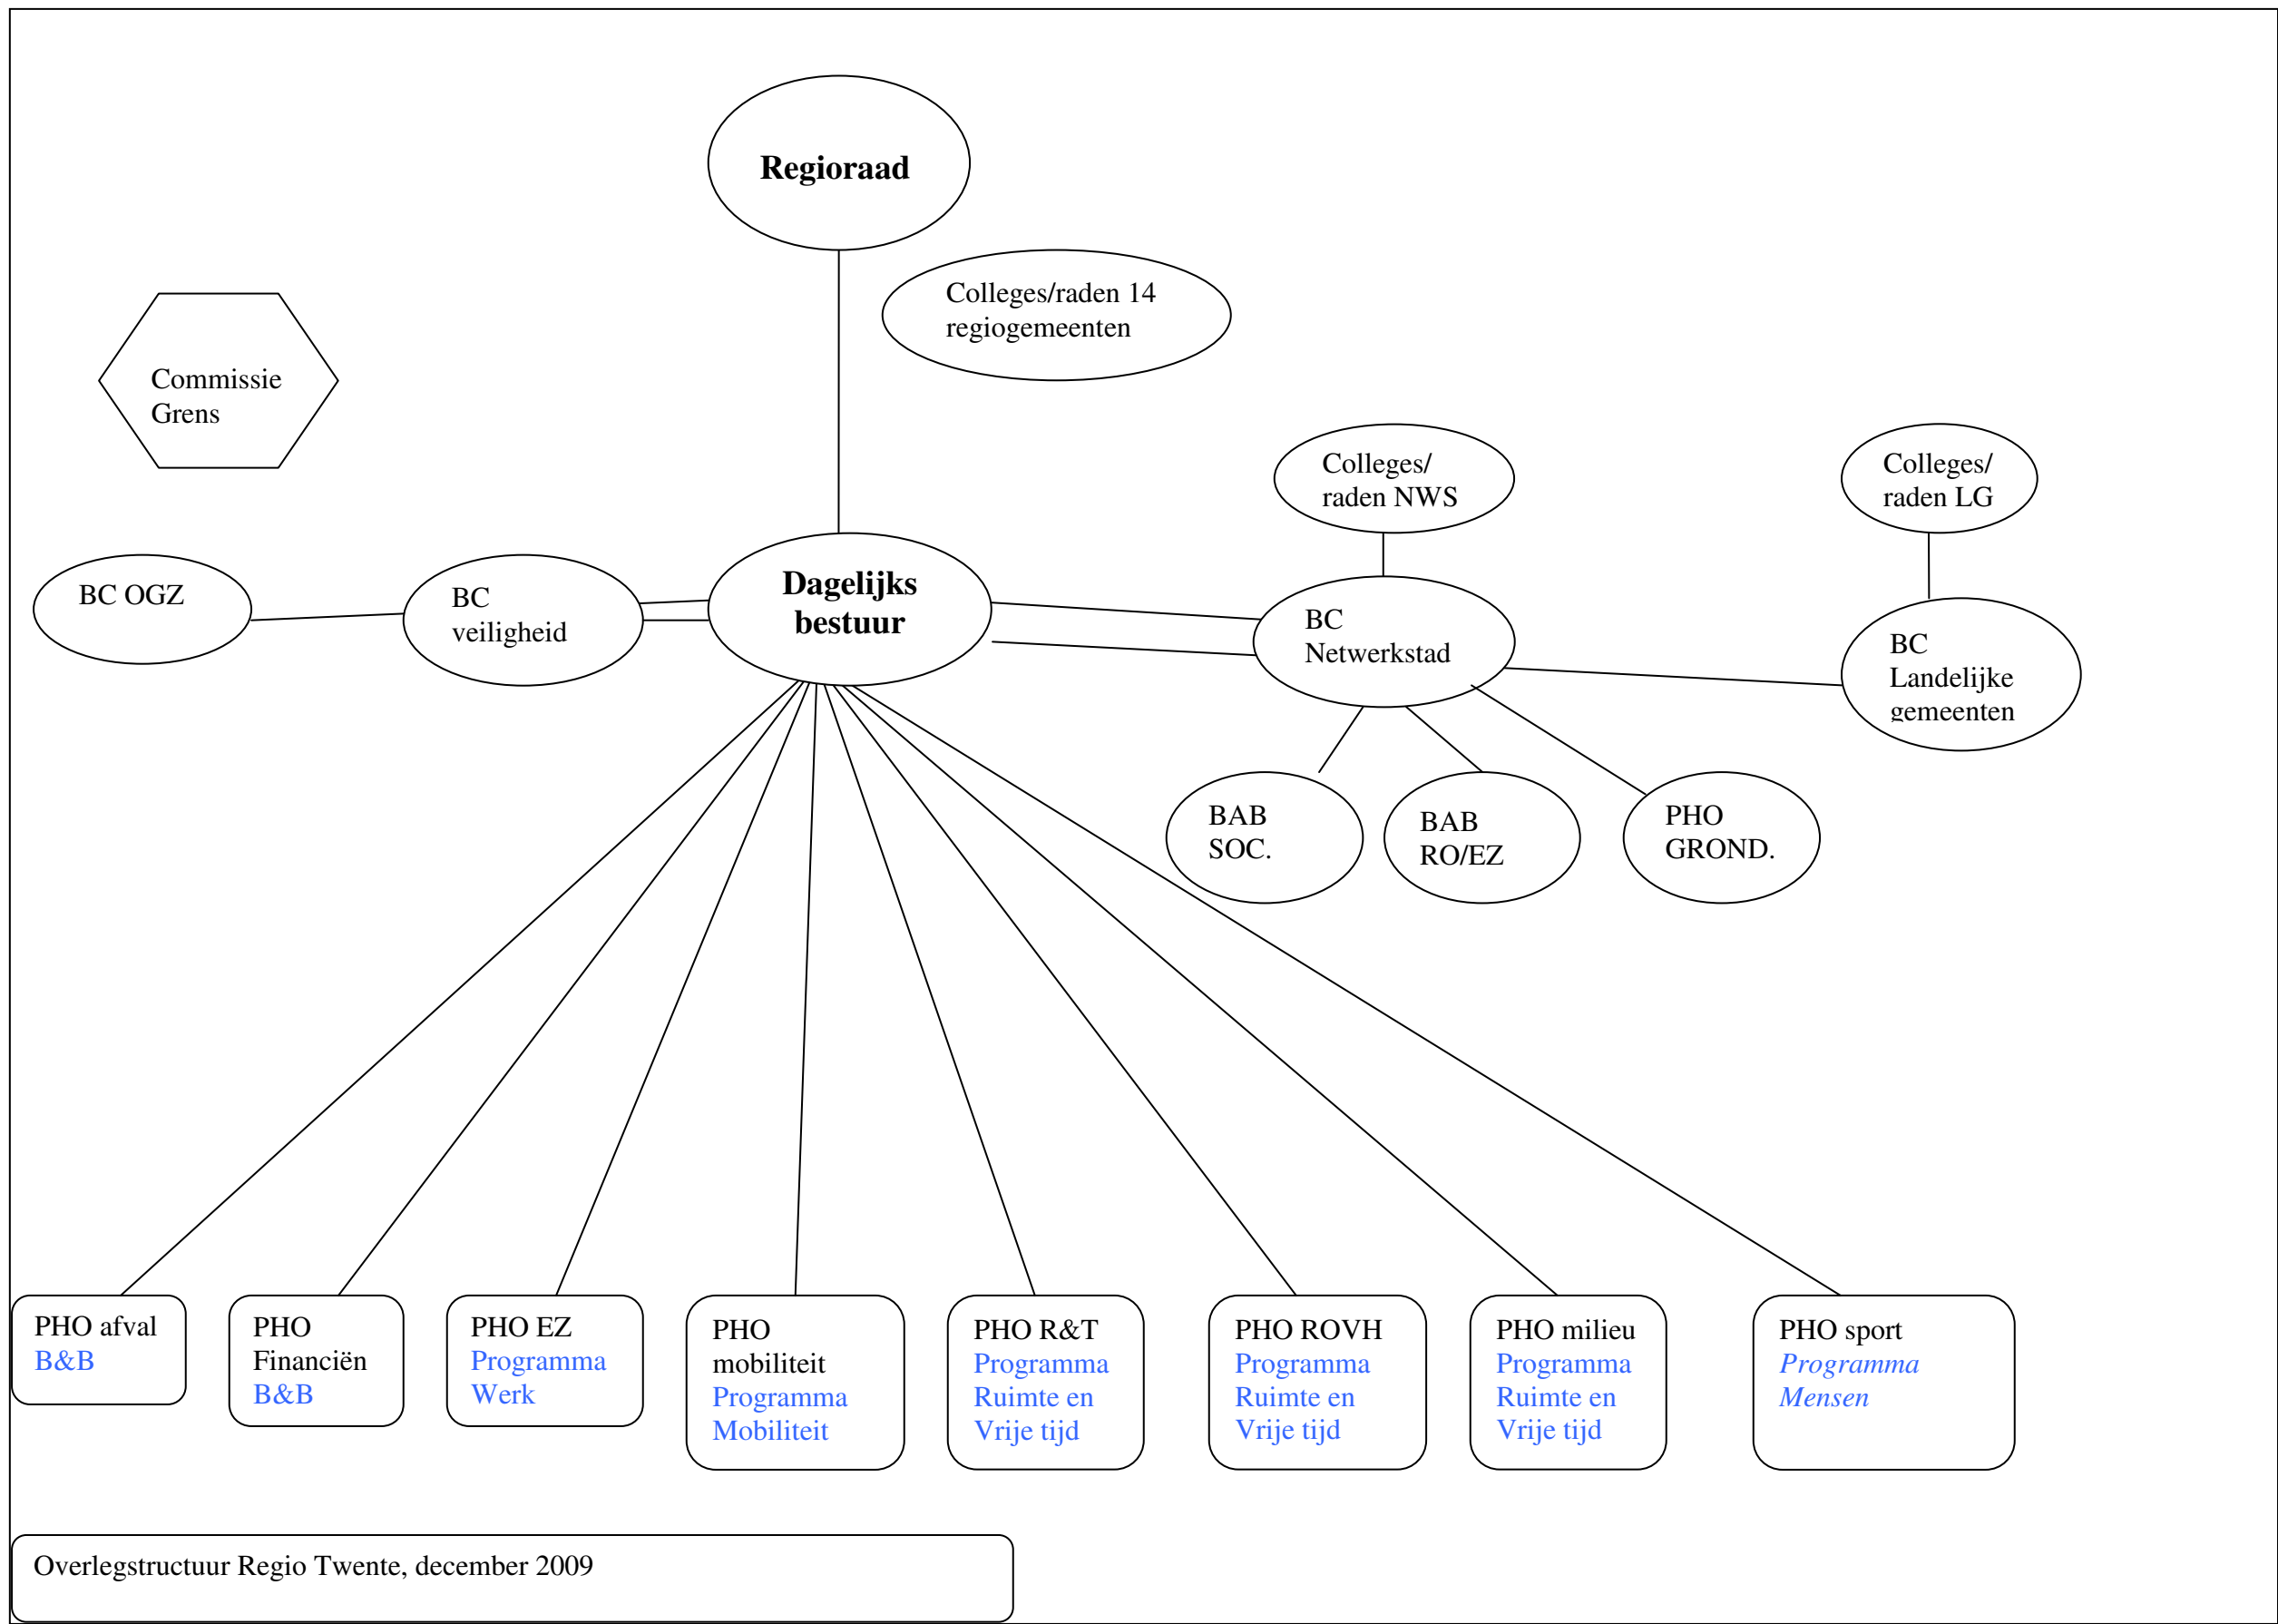 Regioraad
Colleges/raden 14
regiogemeenten
Commissie
Grens
Colleges/
raden NWS
Colleges/
raden LG
BC OGZ
BC
veiligheid
Dagelijks
bestuur
BC
Netwerkstad
BC
Landelijke
gemeenten
BAB
SOC.
BAB
RO/EZ
PHO
GROND.
PHO afval
B&B
PHO
Financiën
B&B
PHO EZ
Programma
Werk
PHO
mobiliteit
Programma
Mobiliteit
PHO R&T
Programma
Ruimte en
Vrije tijd
PHO ROVH
Programma
Ruimte en
Vrije tijd
PHO milieu
Programma
Ruimte en
Vrije tijd
PHO sport
Programma
Mensen
Overlegstructuur Regio Twente, december 2009